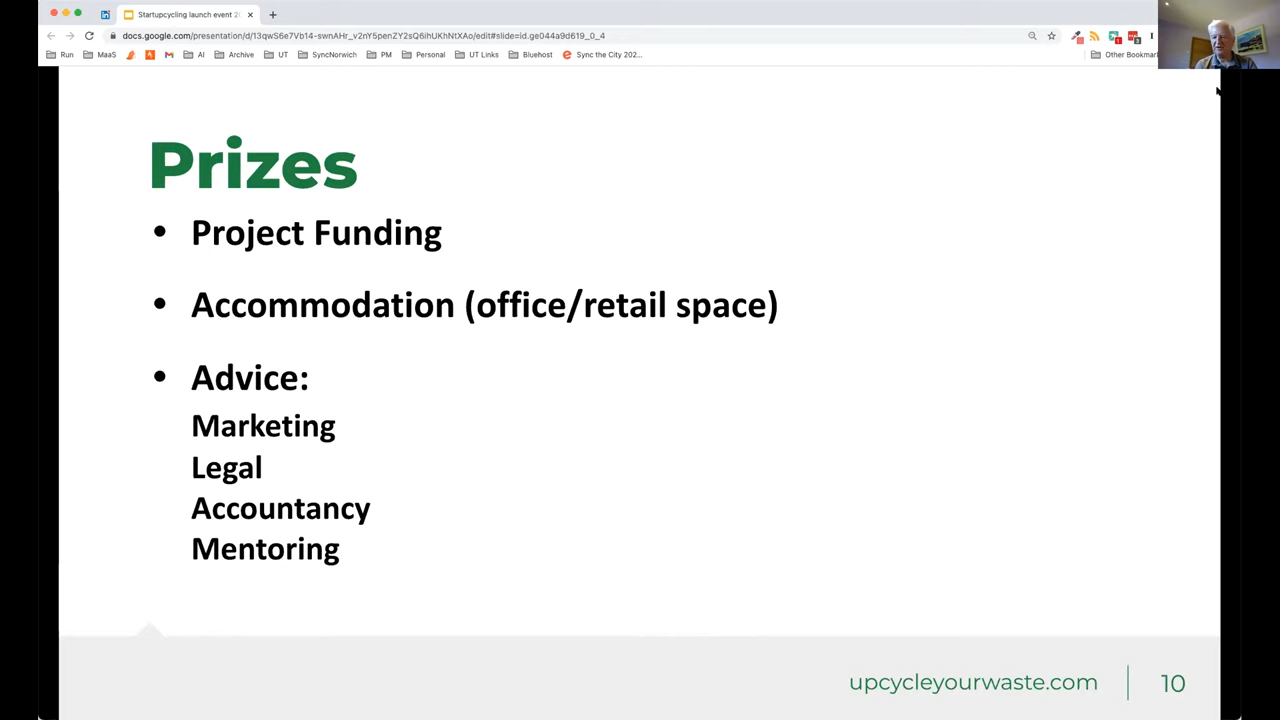 Startupcycling launch event 2
docs.google.com/presentation/d/13qwS6e7Vb14-swnAHr_v2nY5penZY2sQ6ihUKhNtXAo/edit#slide=id.ge044a9d619_0_4
Run MaaS AI Archive UT SyncNorwich PM Personal UT Links Bluehost Sync the City 202... Other Bookmar
Prizes
• Project Funding
• Accommodation (office/retail space)
• Advice:
Marketing
Legal
Accountancy
Mentoring
upcycleyourwaste.com 10